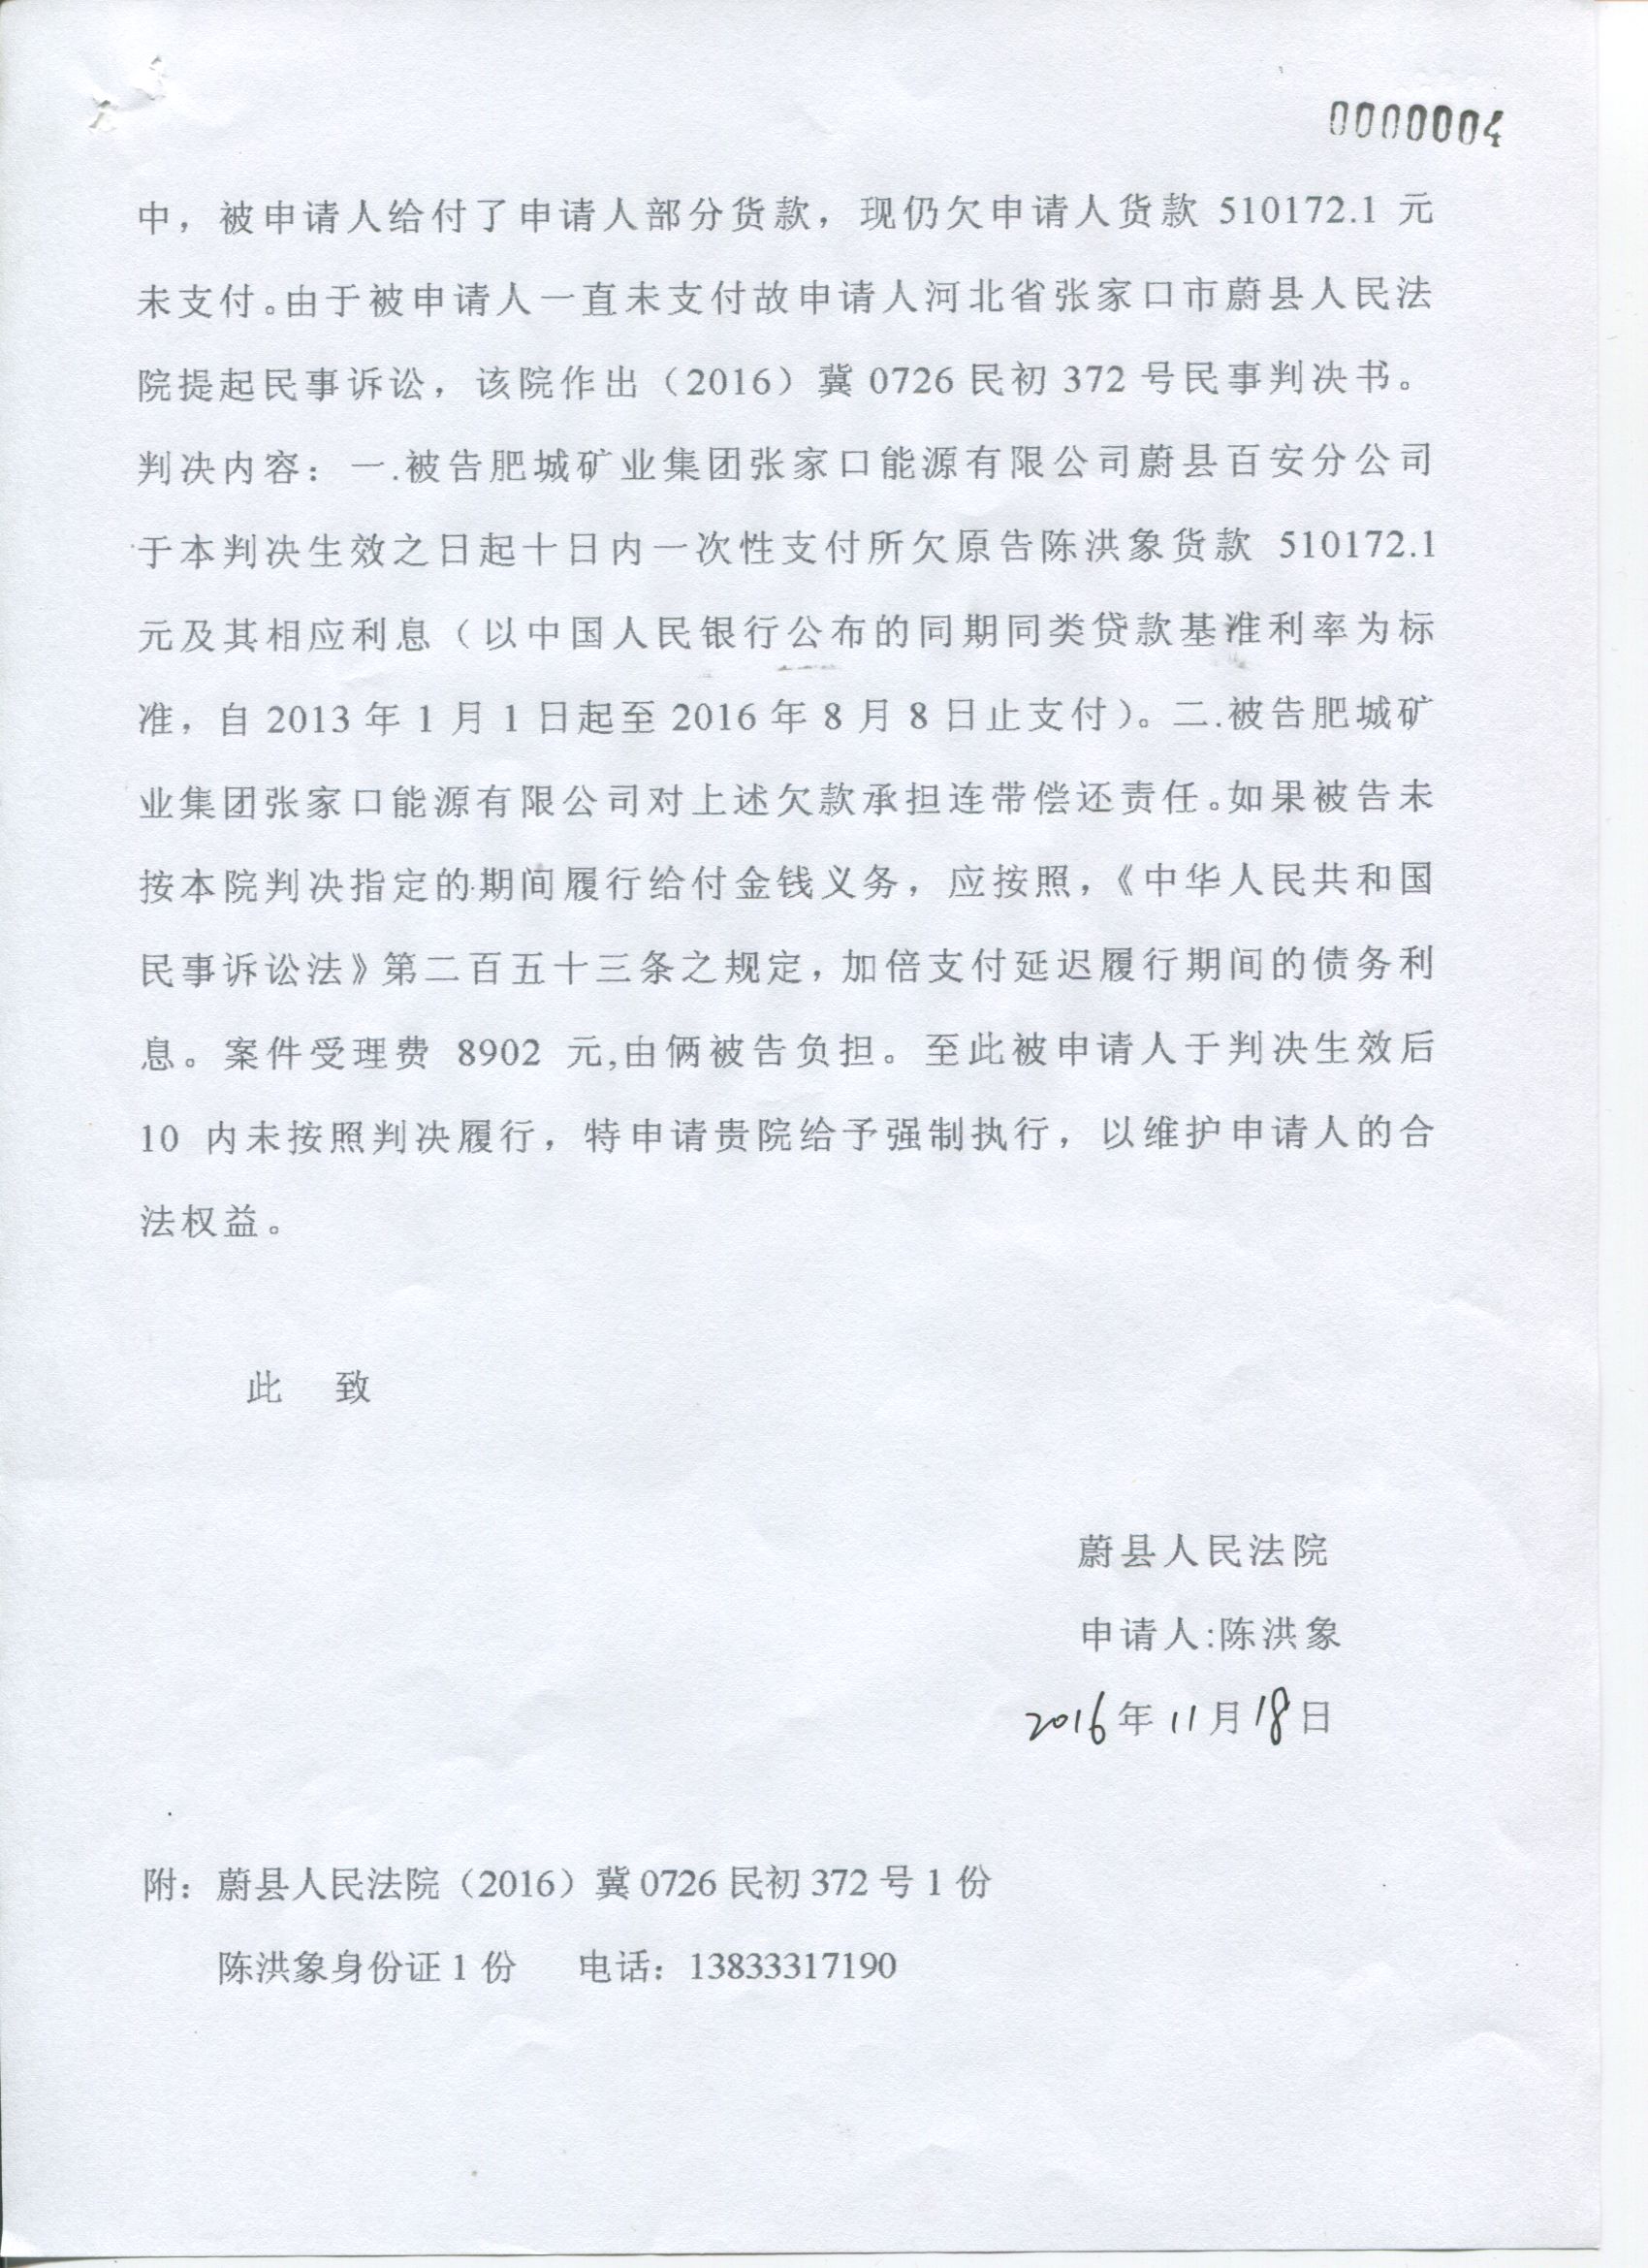 0000004
中，被申请人给付了申请人部分货款，现仍欠申请人货款 510172.1 元
未支付。由于被申请人一直未支付故申请人河北省张家口市蔚县人民法
院提起民事诉讼，该院作出（2016）冀 0726 民初 372 号民事判决书。
判决内容：一.被告肥城矿业集团张家口能源有限公司蔚县百安分公司
于本判决生效之日起十日内一次性支付所欠原告陈洪象货款 510172.1
元及其相应利息（以中国人民银行公布的同期同类贷款基准利率为标
准，自 2013 年 1 月 1 日起至 2016 年 8 月 8 日止支付）。二.被告肥城矿
业集团张家口能源有限公司对上述欠款承担连带偿还责任。如果被告未
按本院判决指定的期间履行给付金钱义务，应按照，《中华人民共和国
民事诉讼法》第二百五十三条之规定，加倍支付延迟履行期间的债务利
息。案件受理费 8902 元,由俩被告负担。至此被申请人于判决生效后
10 内未按照判决履行，特申请贵院给予强制执行，以维护申请人的合
法权益。
此 致
蔚县人民法院
申请人:陈洪象
2016年11月18日
附：蔚县人民法院（2016）冀 0726 民初 372 号 1 份
陈洪象身份证 1 份 电话：13833317190